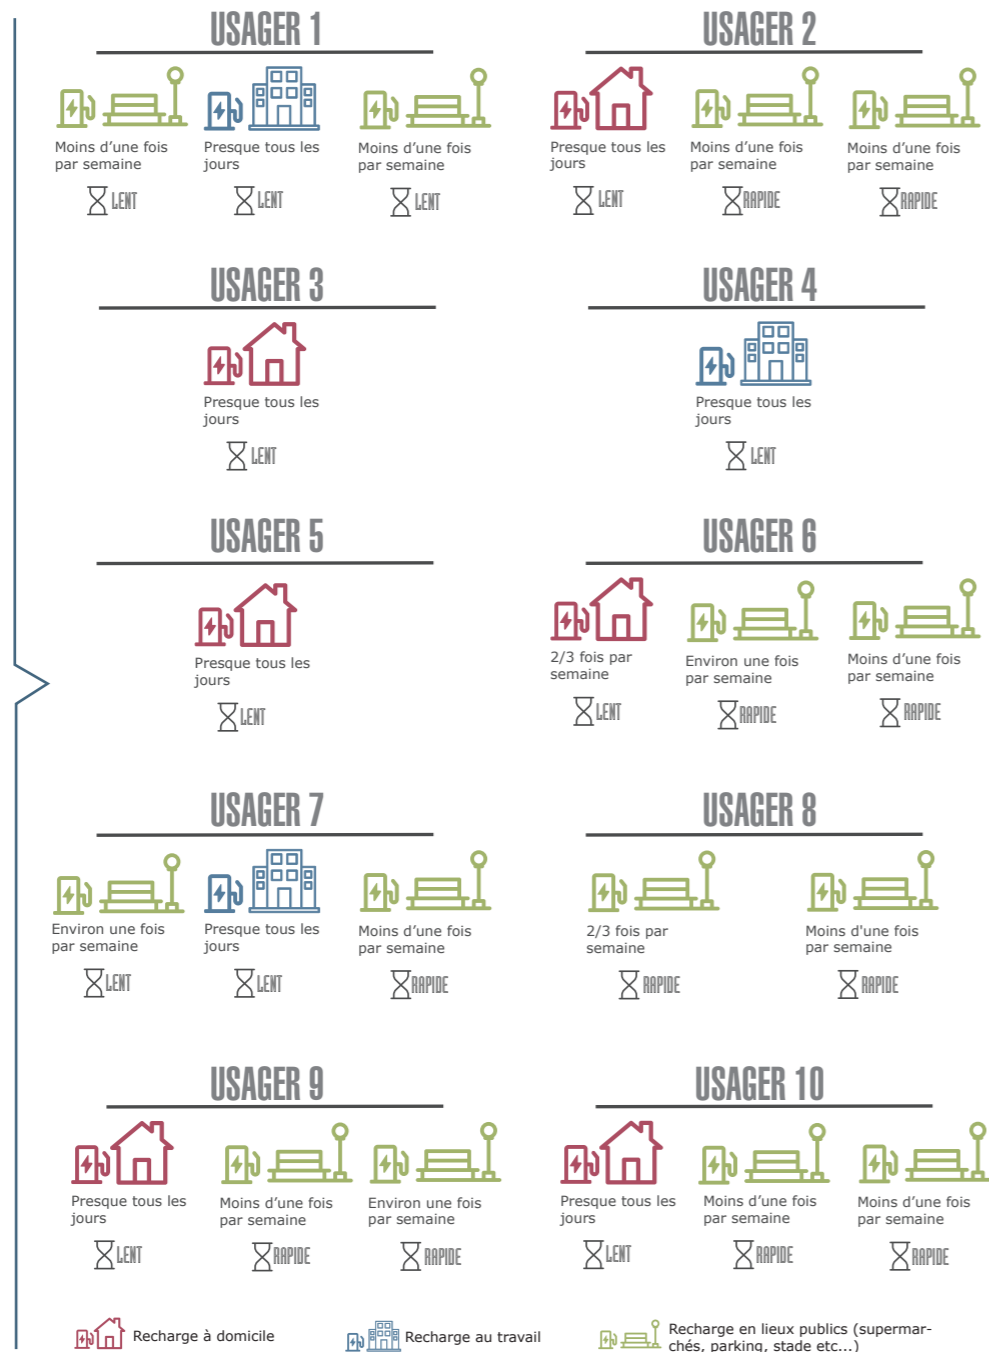 USAGER 1
Moins d'une fois
par semaine
LENT
Presque tous les
jours
LENT
Moins d'une fois
par semaine
LENT
USAGER 2
Presque tous les
jours
LENT
Moins d'une fois
par semaine
RAPIDE
Moins d'une fois
par semaine
RAPIDE
USAGER 3
Presque tous les
jours
LENT
USAGER 4
Presque tous les
jours
LENT
USAGER 5
Presque tous les
jours
LENT
USAGER 6
2/3 fois par
semaine
LENT
Environ une fois
par semaine
RAPIDE
Moins d'une fois
par semaine
RAPIDE
USAGER 7
Environ une fois
par semaine
LENT
Presque tous les
jours
LENT
Moins d'une fois
par semaine
RAPIDE
USAGER 8
2/3 fois par
semaine
RAPIDE
Moins d'une fois
par semaine
RAPIDE
USAGER 9
Presque tous les
jours
LENT
Moins d'une fois
par semaine
RAPIDE
Environ une fois
par semaine
RAPIDE
USAGER 10
Presque tous les
jours
LENT
Moins d'une fois
par semaine
RAPIDE
Moins d'une fois
par semaine
RAPIDE
Recharge à domicile
Recharge au travail
Recharge en lieux publics (supermar-
chés, parking, stade etc...)